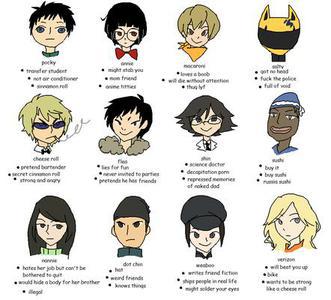 pocky
• transfer student
• not air conditioner
• sinnamon roll
annie
• might stab you
• mom friend
• anime titties
macaroni
• loves a boob
• will die without attention
• thug lyf
salty
• got no head
• fuck the police
• full of void
cheese roll
• pretend bartender
• secret cinnamon roll
• strong and angry
flea
• lies for fun
• never invited to parties
• pretends he has friends
shin
• science doctor
• decapitation porn
• repressed memories
of naked dad
sushi
• buy it
• buy sushi
• russia sushi
nannie
• hates her job but can't be
bothered to quit
• would hide a body for her brother
• illegal
dot chin
• hat
• weird friends
• knows things
weaboo
• writes friend fiction
• ships people in real life
• might solder your eyes
verizon
• will beat you up
• bike
• wants to be strong
like a cheese roll